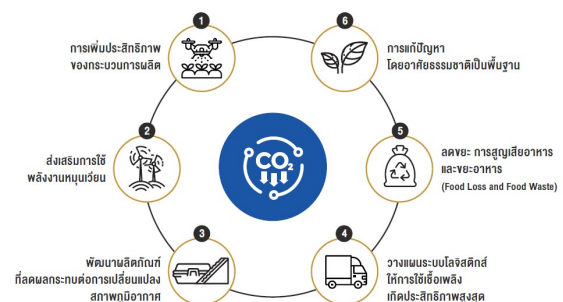 1
การเพิ่มประสิทธิภาพ
ของกระบวนการผลิต
2
ส่งเสริมการใช้
พลังงานหมุนเวียน
3
พัฒนาผลิตภัณฑ์
ที่ลดผลกระทบต่อการเปลี่ยนแปลง
สภาพภูมิอากาศ
CO2
6
การแก้ปัญหา
โดยอาศัยธรรมชาติเป็นพื้นฐาน
5
ลดขยะ การสูญเสียอาหาร
และขยะอาหาร
(Food Loss and Food Waste)
4
วางแผนระบบโลจิสติกส์
ให้การใช้เชื้อเพลิง
เกิดประสิทธิภาพสูงสุด